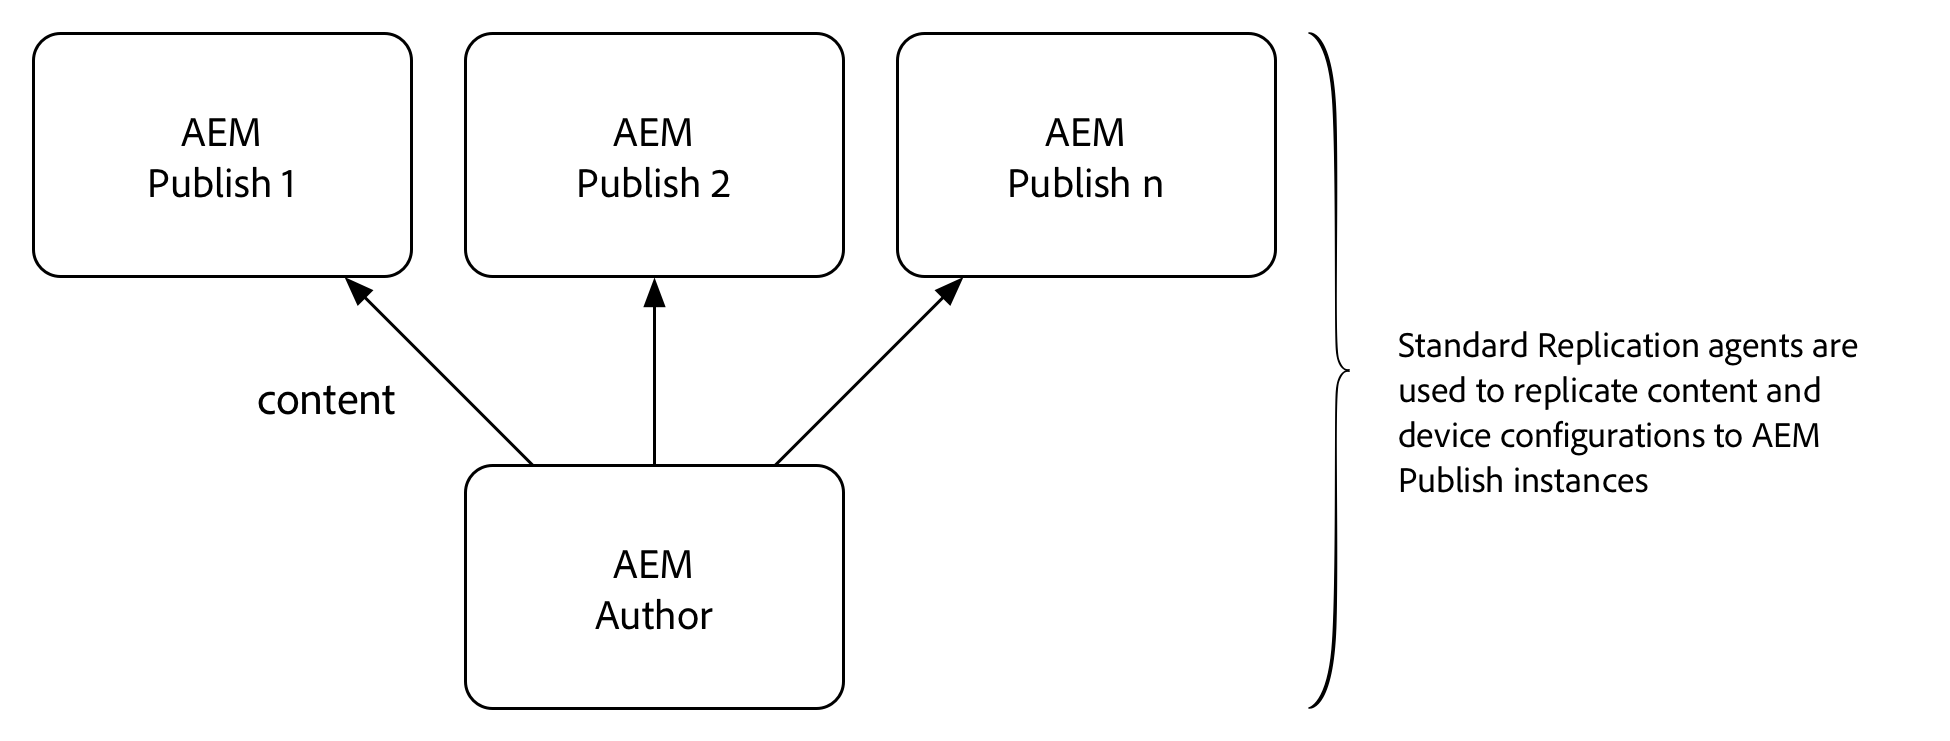 AEM
Publish 1
AEM
Publish 2
AEM
Publish n
content
AEM
Author
Standard Replication agents are
used to replicate content and
device configurations to AEM
Publish instances